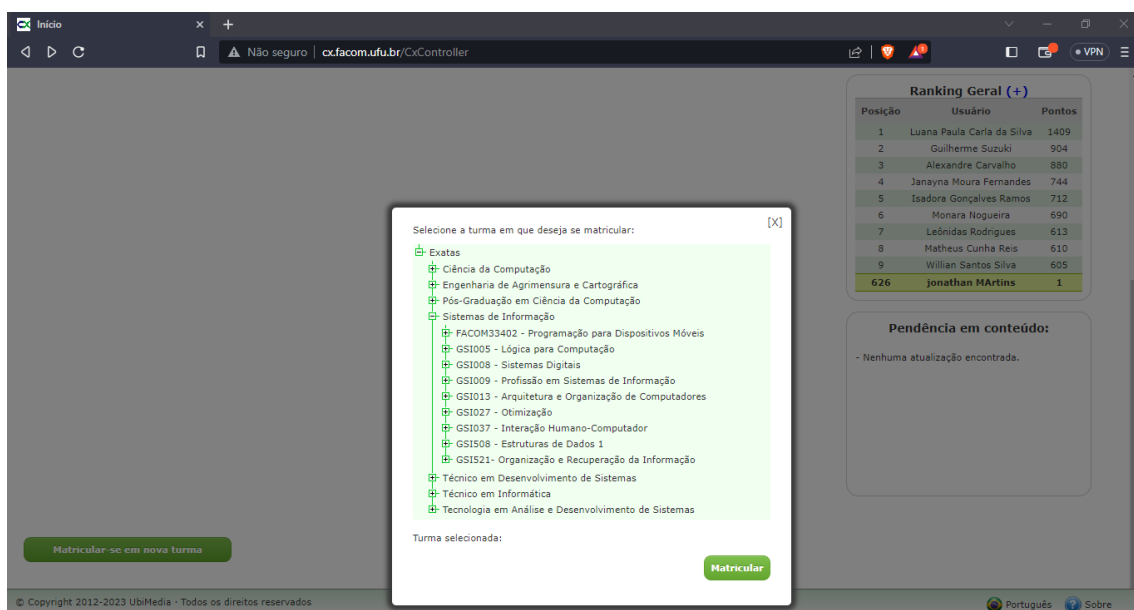 Início
Não seguro
cx.facom.ufu.br/CxController
VPN
Ranking Geral (+)
Posição Usuário Pontos
1 Luana Paula Carla da Silva 1409
2 Guilherme Suzuki 904
3 Alexandre Carvalho 880
4 Janayna Moura Fernandes 744
5 Isadora Gonçalves Ramos 712
6 Monara Nogueira 690
7 Leônidas Rodrigues 613
8 Matheus Cunha Reis 610
9 Willian Santos Silva 605
626 jonathan MArtins 1
Pendência em conteúdo:
- Nenhuma atualização encontrada.
[X]
Selecione a turma em que deseja se matricular:
Exatas
Ciência da Computação
Engenharia de Agrimensura e Cartográfica
Pós-Graduação em Ciência da Computação
Sistemas de Informação
FACOM33402 - Programação para Dispositivos Móveis
GSI005 - Lógica para Computação
GSI008 - Sistemas Digitais
GSI009 - Profissão em Sistemas de Informação
GSI013 - Arquitetura e Organização de Computadores
GSI027 - Otimização
GSI037 - Interação Humano-Computador
GSI508 - Estruturas de Dados 1
GSI521- Organização e Recuperação da Informação
Técnico em Desenvolvimento de Sistemas
Técnico em Informática
Tecnologia em Análise e Desenvolvimento de Sistemas
Turma selecionada:
Matricular
Matricular-se em nova turma
© Copyright 2012-2023 UbiMedia - Todos os direitos reservados
Português
Sobre